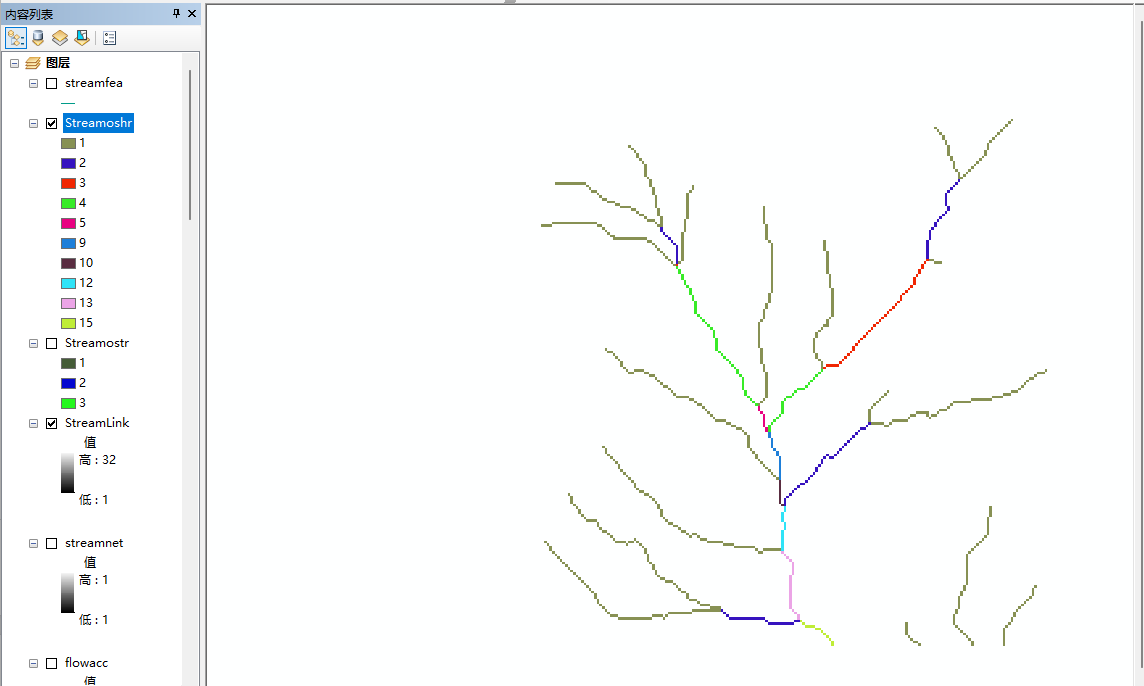 内容列表
图层
streamfea
Streamoshr
1
2
3
4
5
9
10
12
13
15
Streamostr
1
2
3
StreamLink
值
高 : 32
低 : 1
streamnet
值
高 : 1
低 : 1
flowacc
值